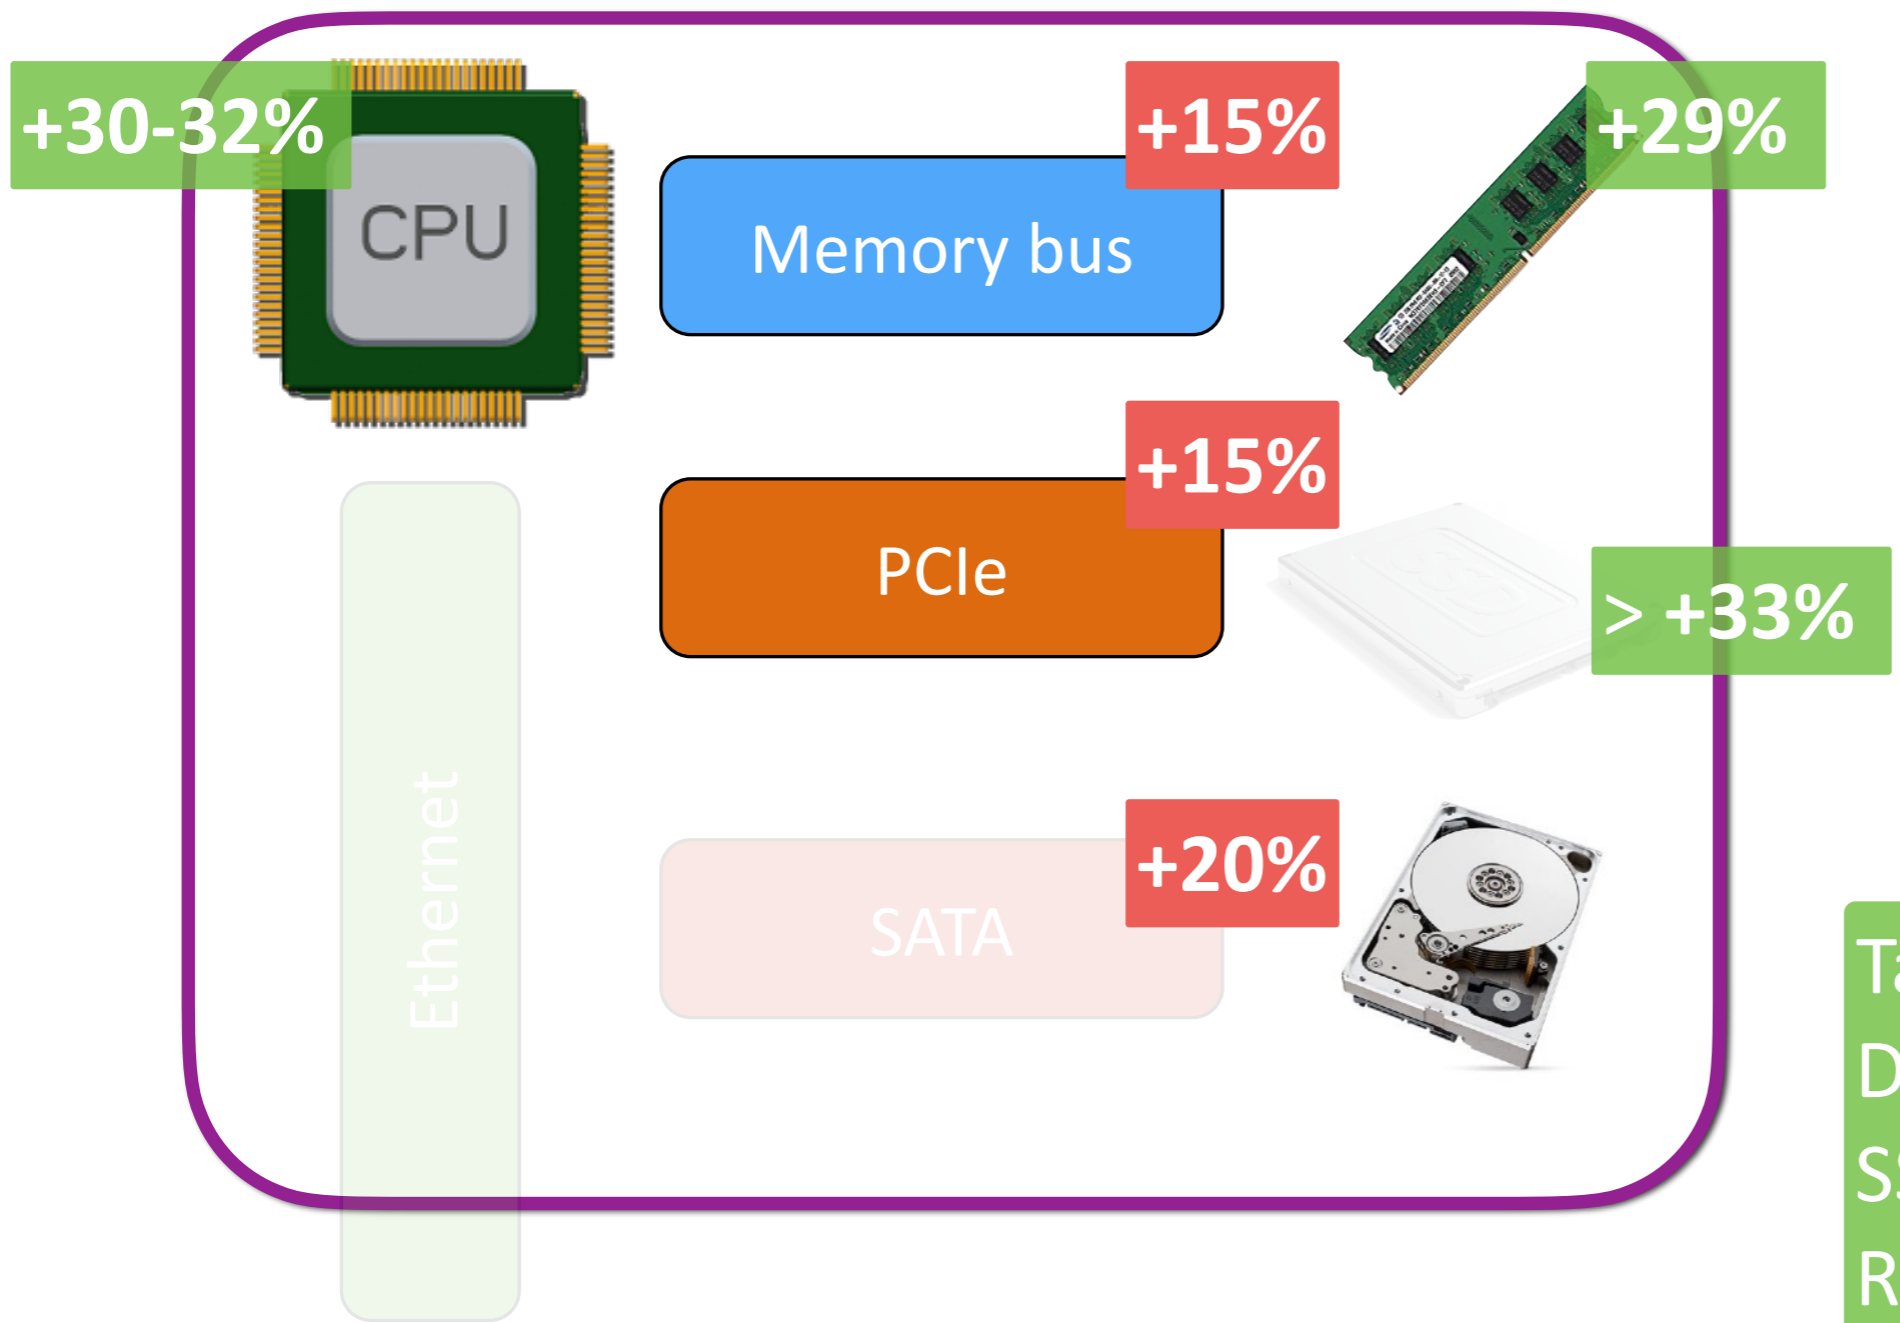 +30-32%
CPU
+15%
+29%
Memory bus
+15%
PCIe
> +33%
Ethernet
+20%
SATA